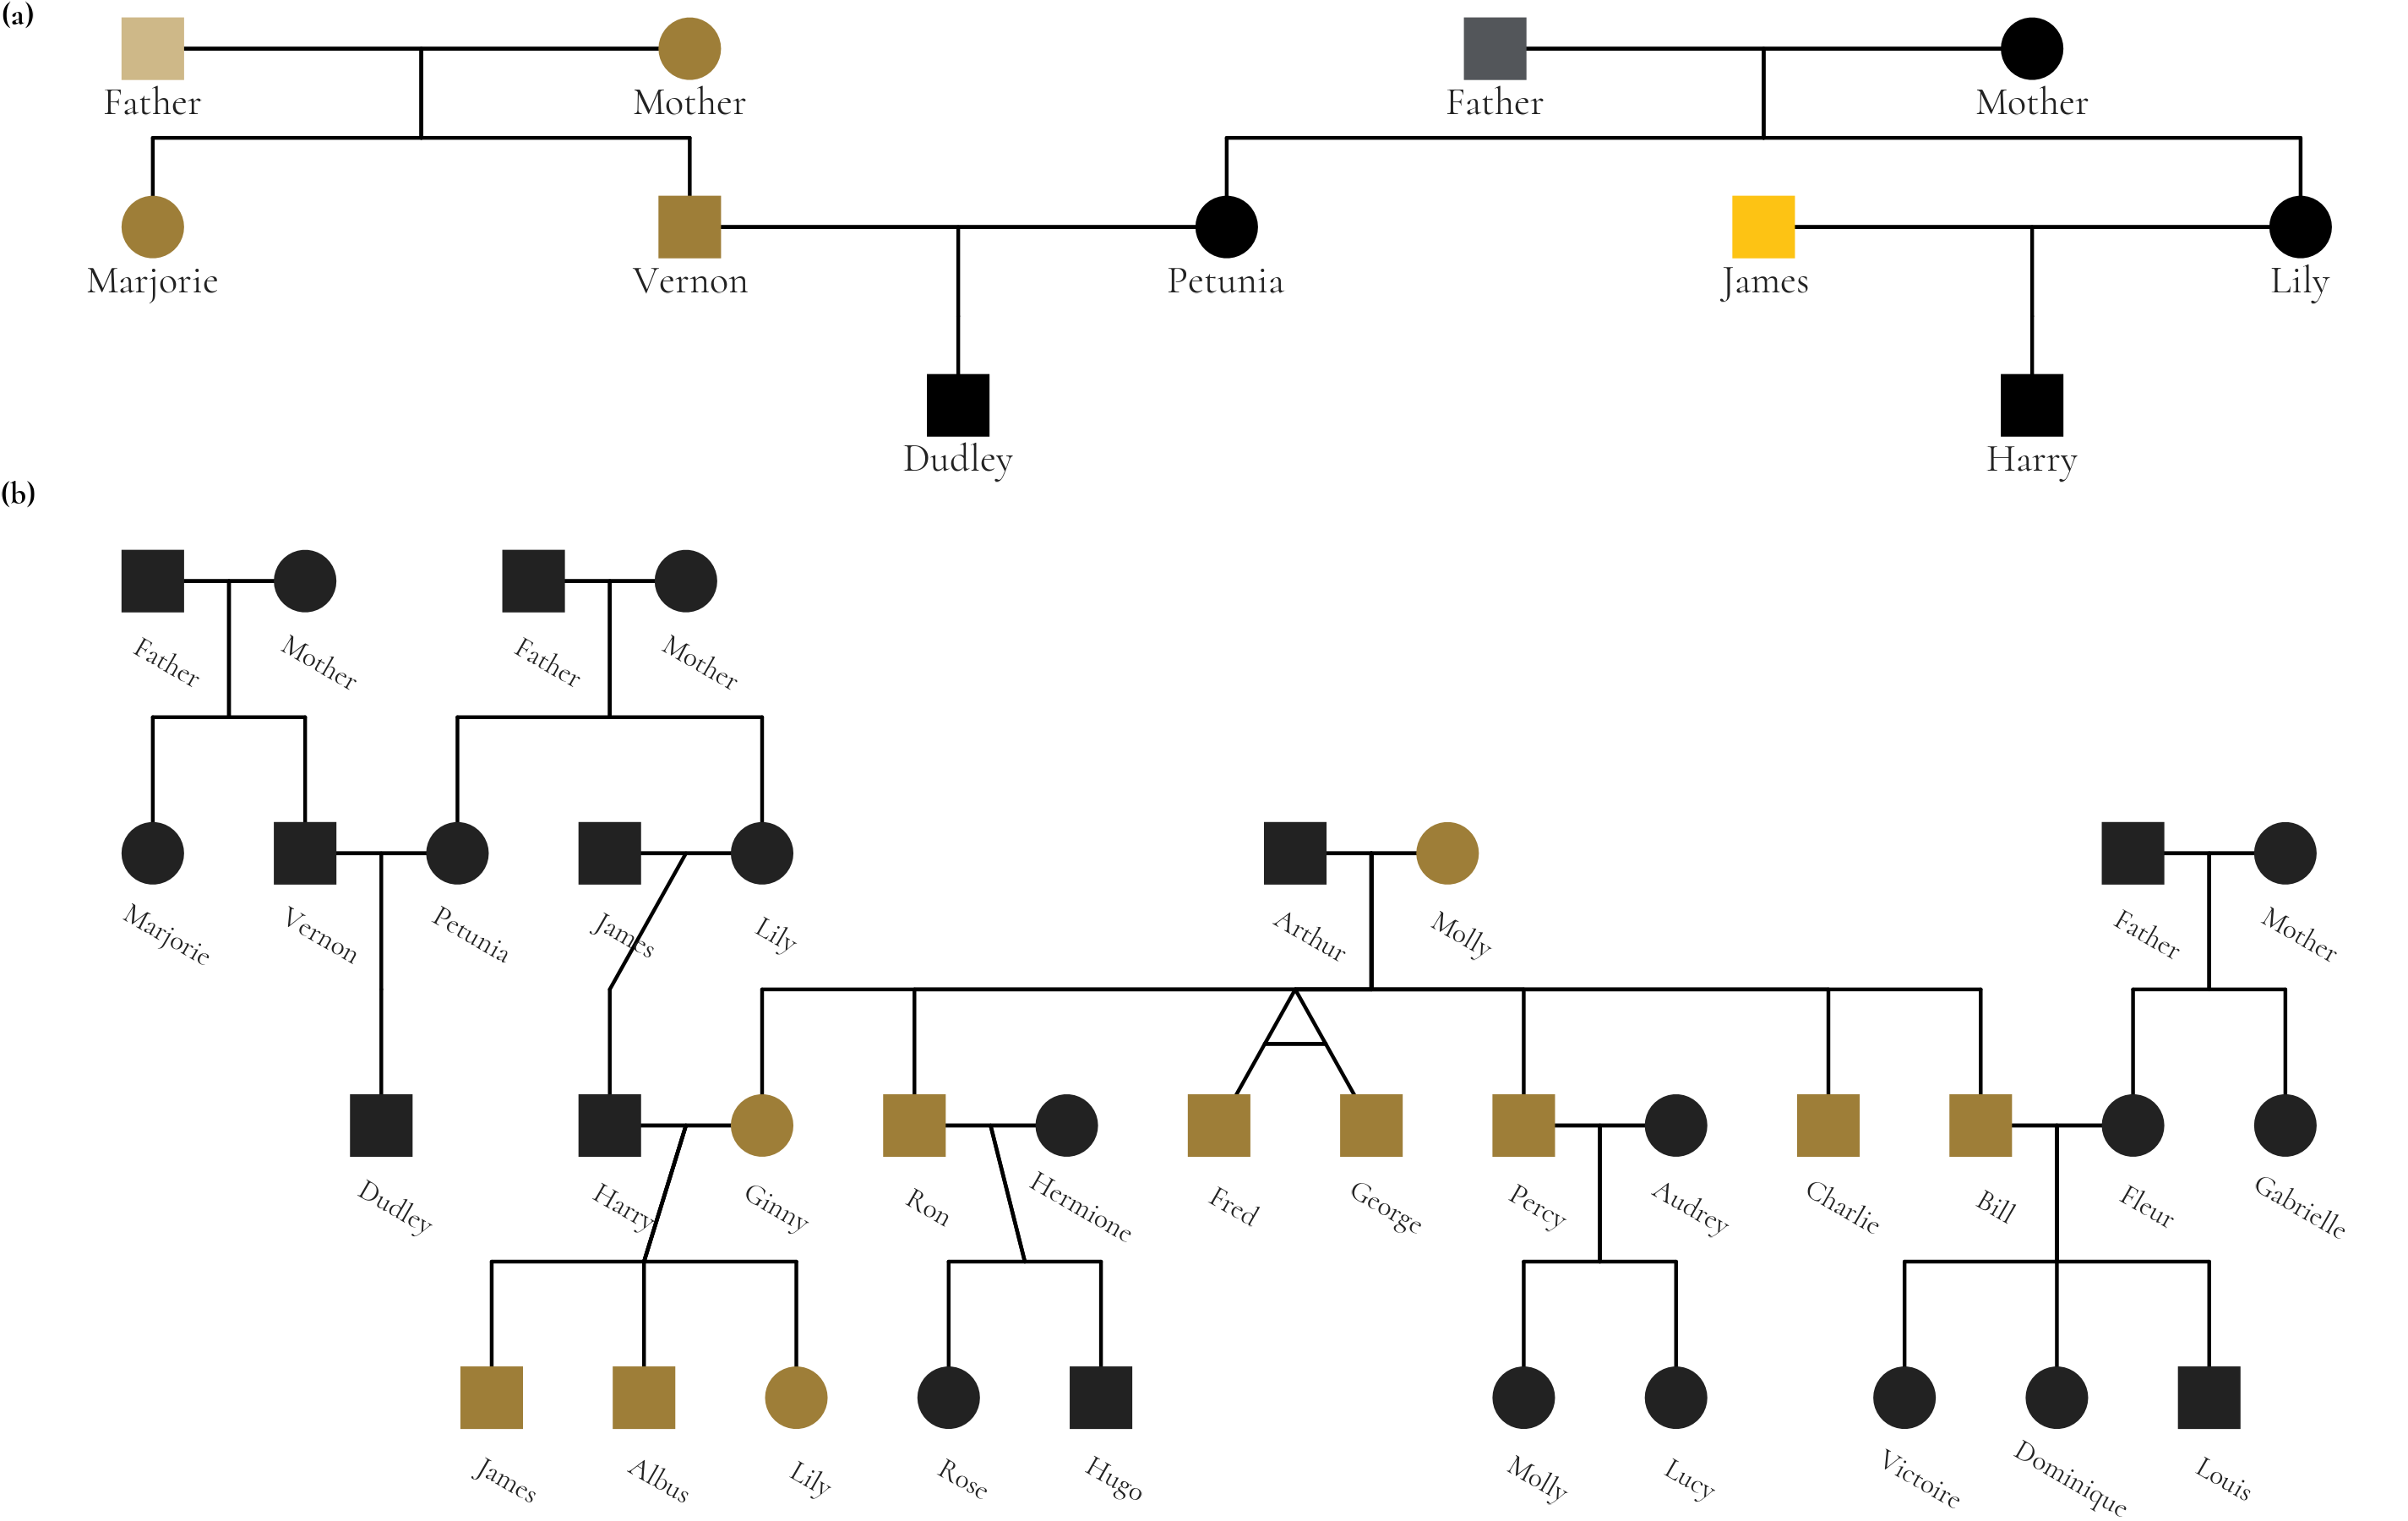 (a)
Father Mother Father Mother
Marjorie Vernon Petunia James Lily
Dudley Harry
(b)
Father Mother Father Mother
Marjorie Vernon Petunia James Lily Arthur Molly Father Mother
Dudley Harry Ginny Ron Hermione Fred George Percy Audrey Charlie Bill Fleur Gabrielle
James Albus Lily Rose Hugo Molly Lucy Victoire Dominique Louis